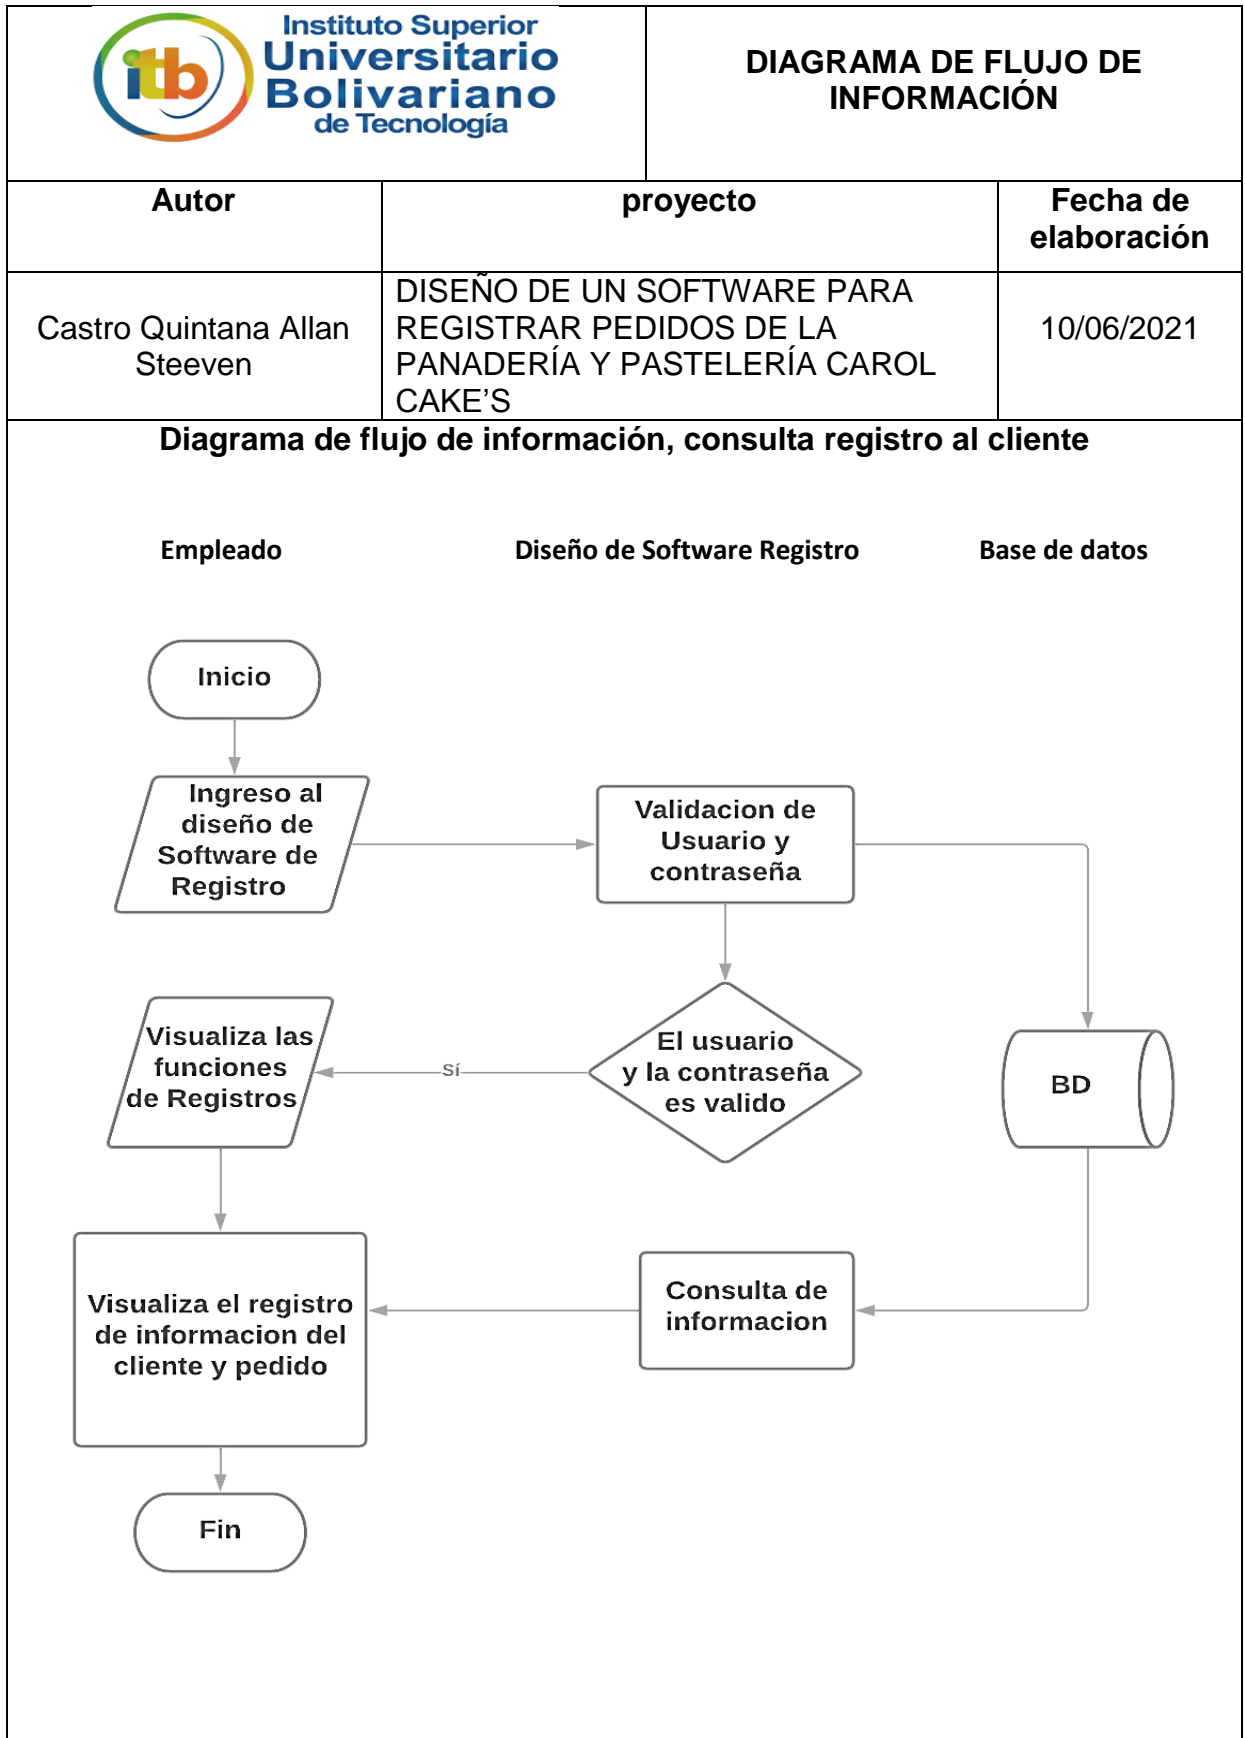 itb
Instituto Superior
Universitario
Bolivariano
de Tecnología
DIAGRAMA DE FLUJO DE
INFORMACIÓN
Autor
proyecto
Fecha de
elaboración
Castro Quintana Allan
Steeven
DISEÑO DE UN SOFTWARE PARA
REGISTRAR PEDIDOS DE LA
PANADERÍA Y PASTELERÍA CAROL
CAKE’S
10/06/2021
Diagrama de flujo de información, consulta registro al cliente
Empleado
Diseño de Software Registro
Base de datos
Inicio
Ingreso al
diseño de
Software de
Registro
Validacion de
Usuario y
contraseña
Visualiza las
funciones
de Registros
Sí
El usuario
y la contraseña
es valido
BD
Visualiza el registro
de informacion del
cliente y pedido
Consulta de
informacion
Fin